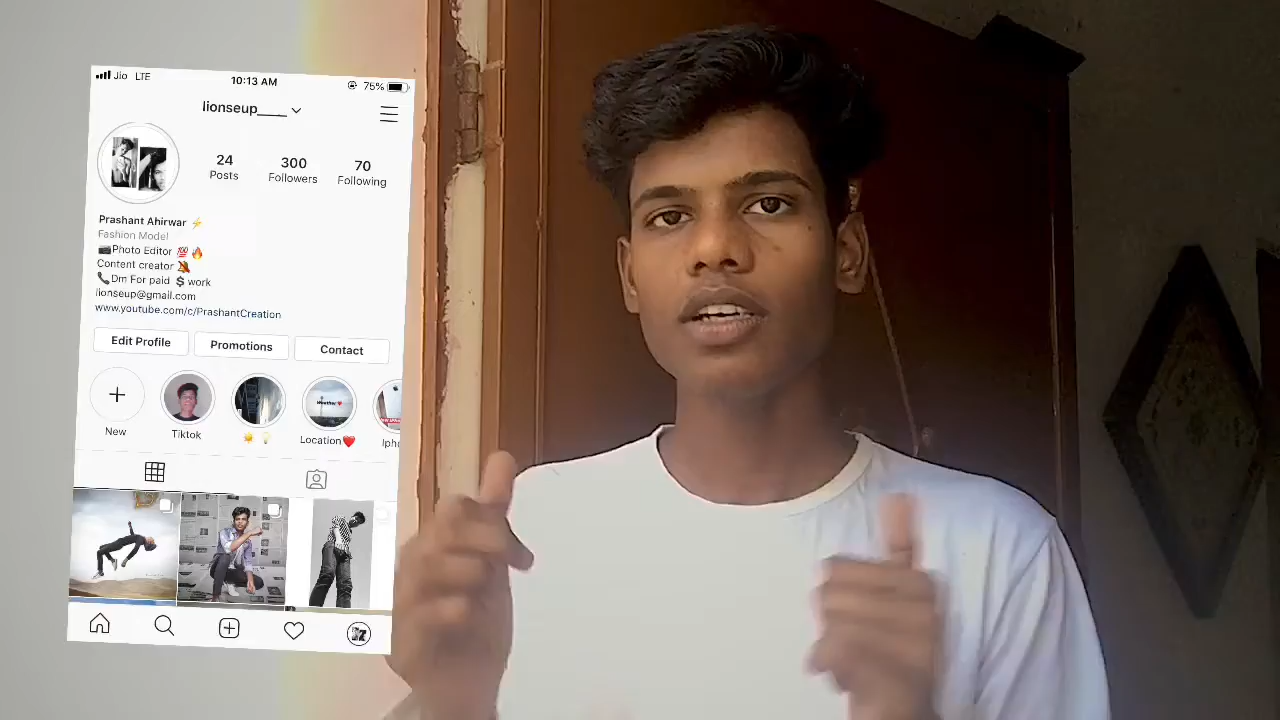 Jio LTE 10:13 AM 75%
lionseup____
24 300 70
Posts Followers Following
Prashant Ahirwar ⚡
Fashion Model
📷Photo Editor 💯🔥
Content creator
📞Dm For paid $ work
lionseup@gmail.com
www.youtube.com/c/PrashantCreation
Edit Profile Promotions Contact
New Tiktok ☀️💡 Location❤️
Weather